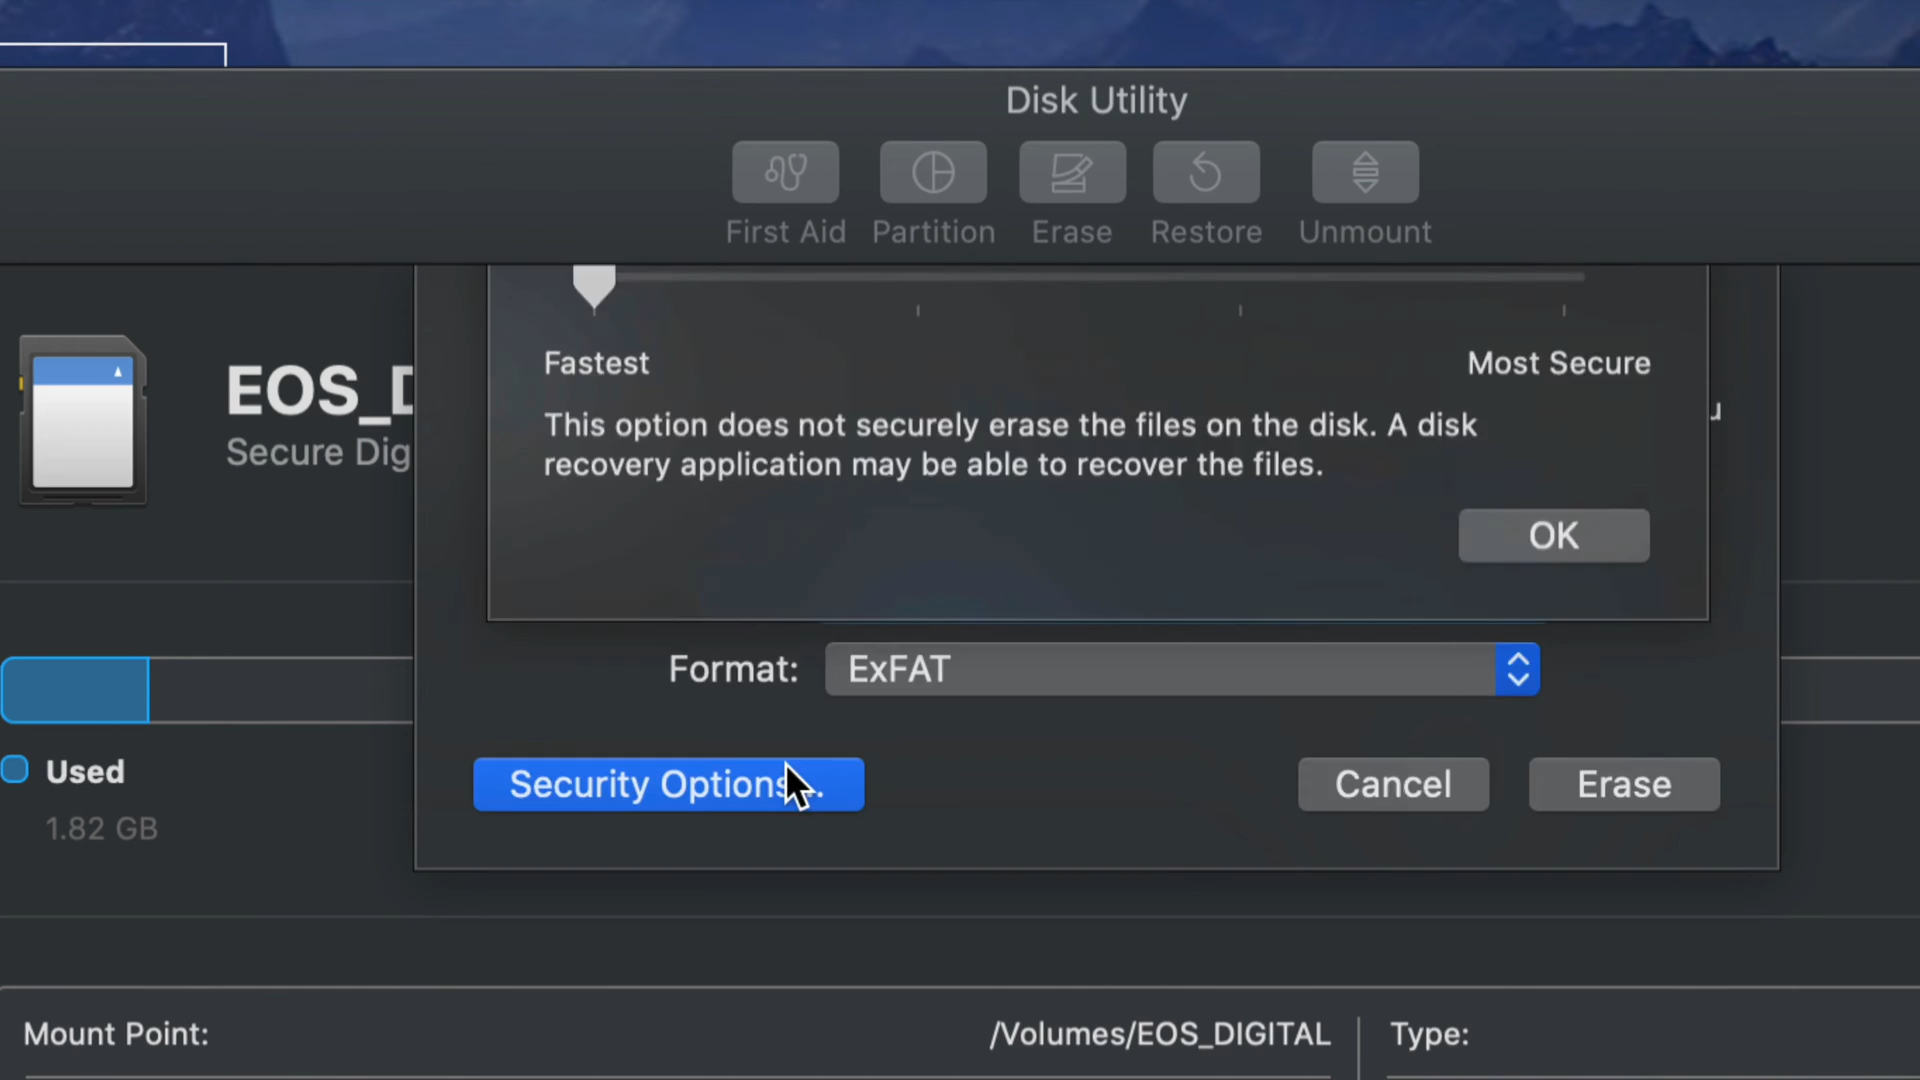 Disk Utility
First Aid
Partition
Erase
Restore
Unmount
EOS_D
Secure Dig
Fastest
Most Secure
This option does not securely erase the files on the disk. A disk
recovery application may be able to recover the files.
OK
Format:
ExFAT
Security Options...
Cancel
Erase
Used
1.82 GB
Mount Point:
/Volumes/EOS_DIGITAL
Type: